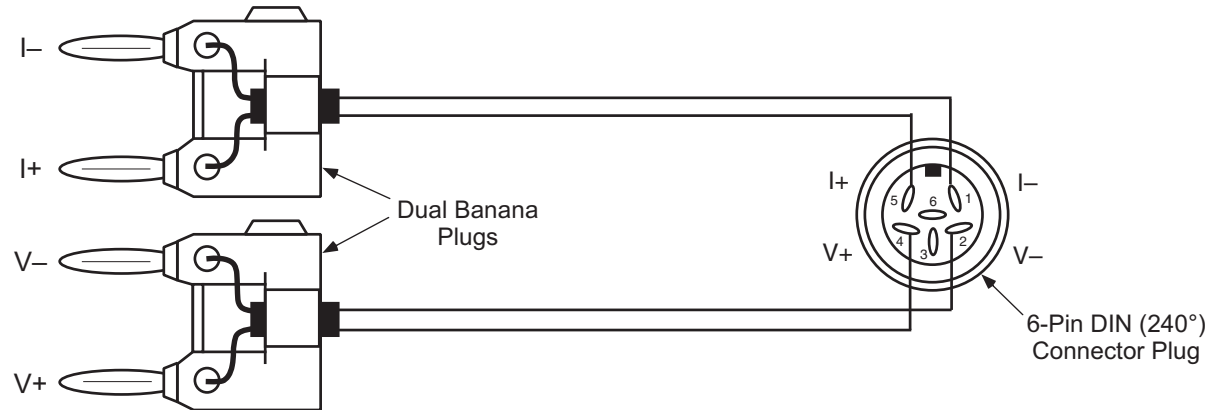 I–
I+
V–
V+
Dual Banana
Plugs
I+
I–
5
6
1
4
3
2
V+
V–
6-Pin DIN (240°)
Connector Plug